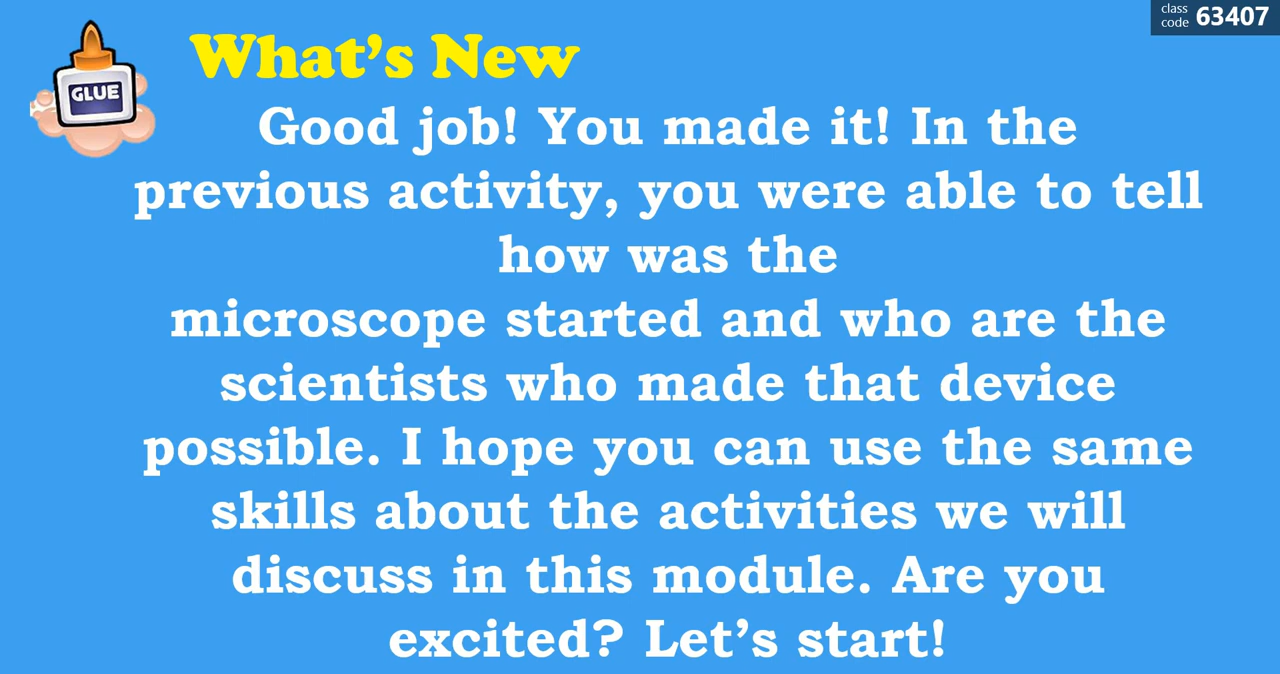 class
code 63407
GLUE
What's New
Good job! You made it! In the
previous activity, you were able to tell
how was the
microscope started and who are the
scientists who made that device
possible. I hope you can use the same
skills about the activities we will
discuss in this module. Are you
excited? Let's start!